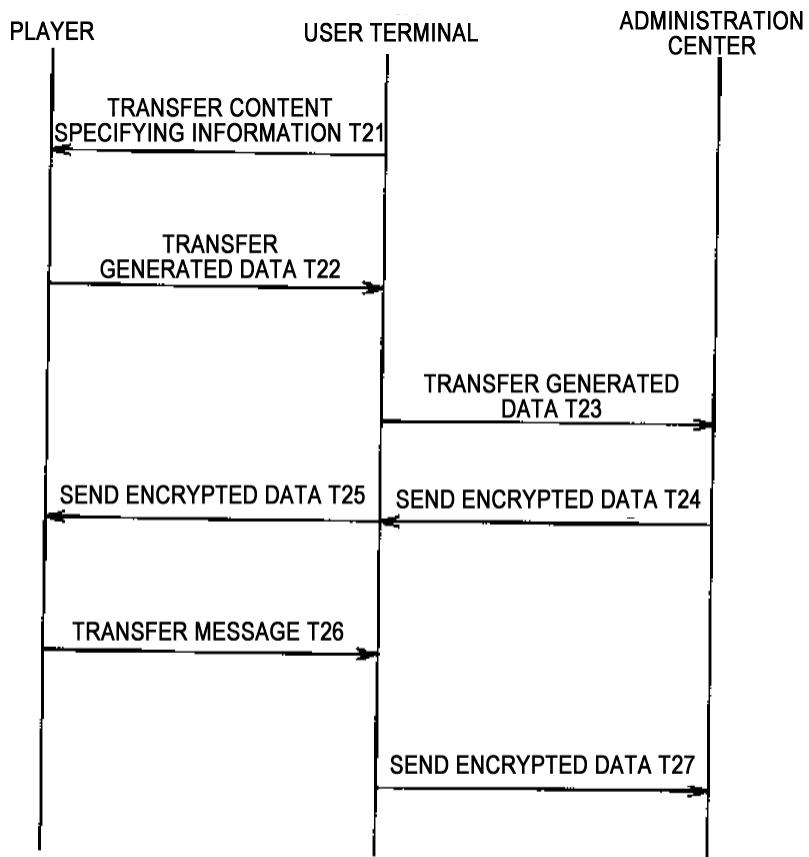 PLAYER
USER TERMINAL
ADMINISTRATION
CENTER
TRANSFER CONTENT
SPECIFYING INFORMATION T21
TRANSFER
GENERATED DATA T22
TRANSFER GENERATED
DATA T23
SEND ENCRYPTED DATA T25
SEND ENCRYPTED DATA T24
TRANSFER MESSAGE T26
SEND ENCRYPTED DATA T27